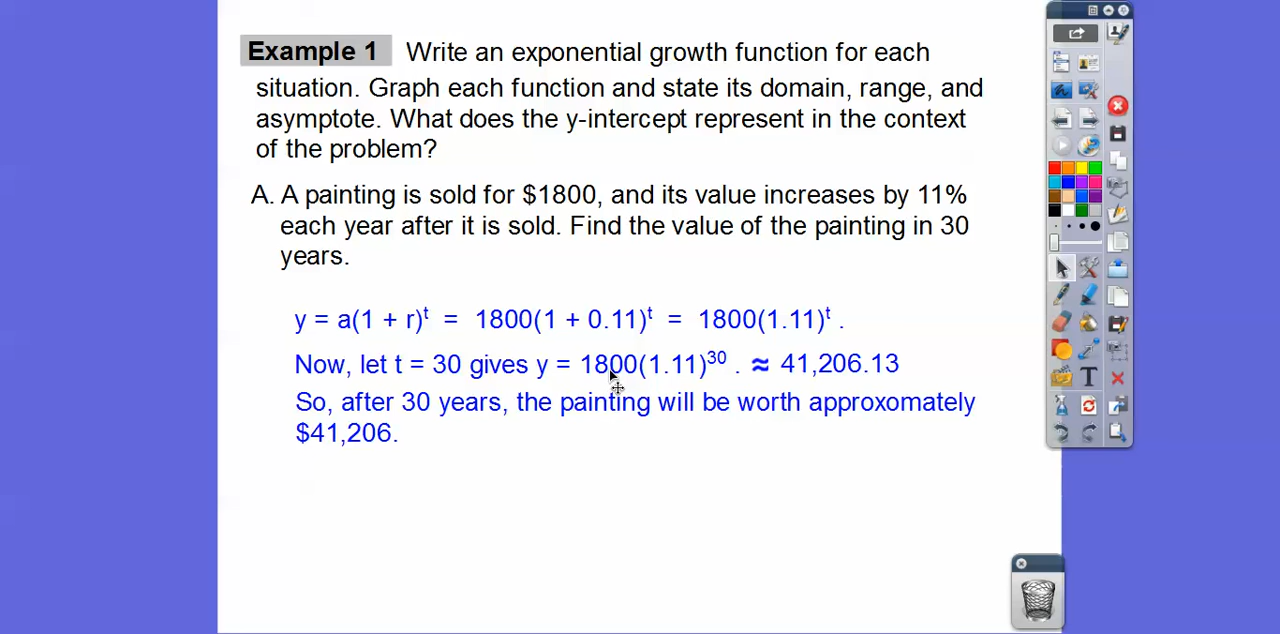 Example 1 Write an exponential growth function for each
situation. Graph each function and state its domain, range, and
asymptote. What does the y-intercept represent in the context
of the problem?
A. A painting is sold for $1800, and its value increases by 11%
each year after it is sold. Find the value of the painting in 30
years.
y = a(1 + r)ᵗ = 1800(1 + 0.11)ᵗ = 1800(1.11)ᵗ .
Now, let t = 30 gives y = 1800(1.11)³⁰ . ≈ 41,206.13
So, after 30 years, the painting will be worth approxomately
$41,206.